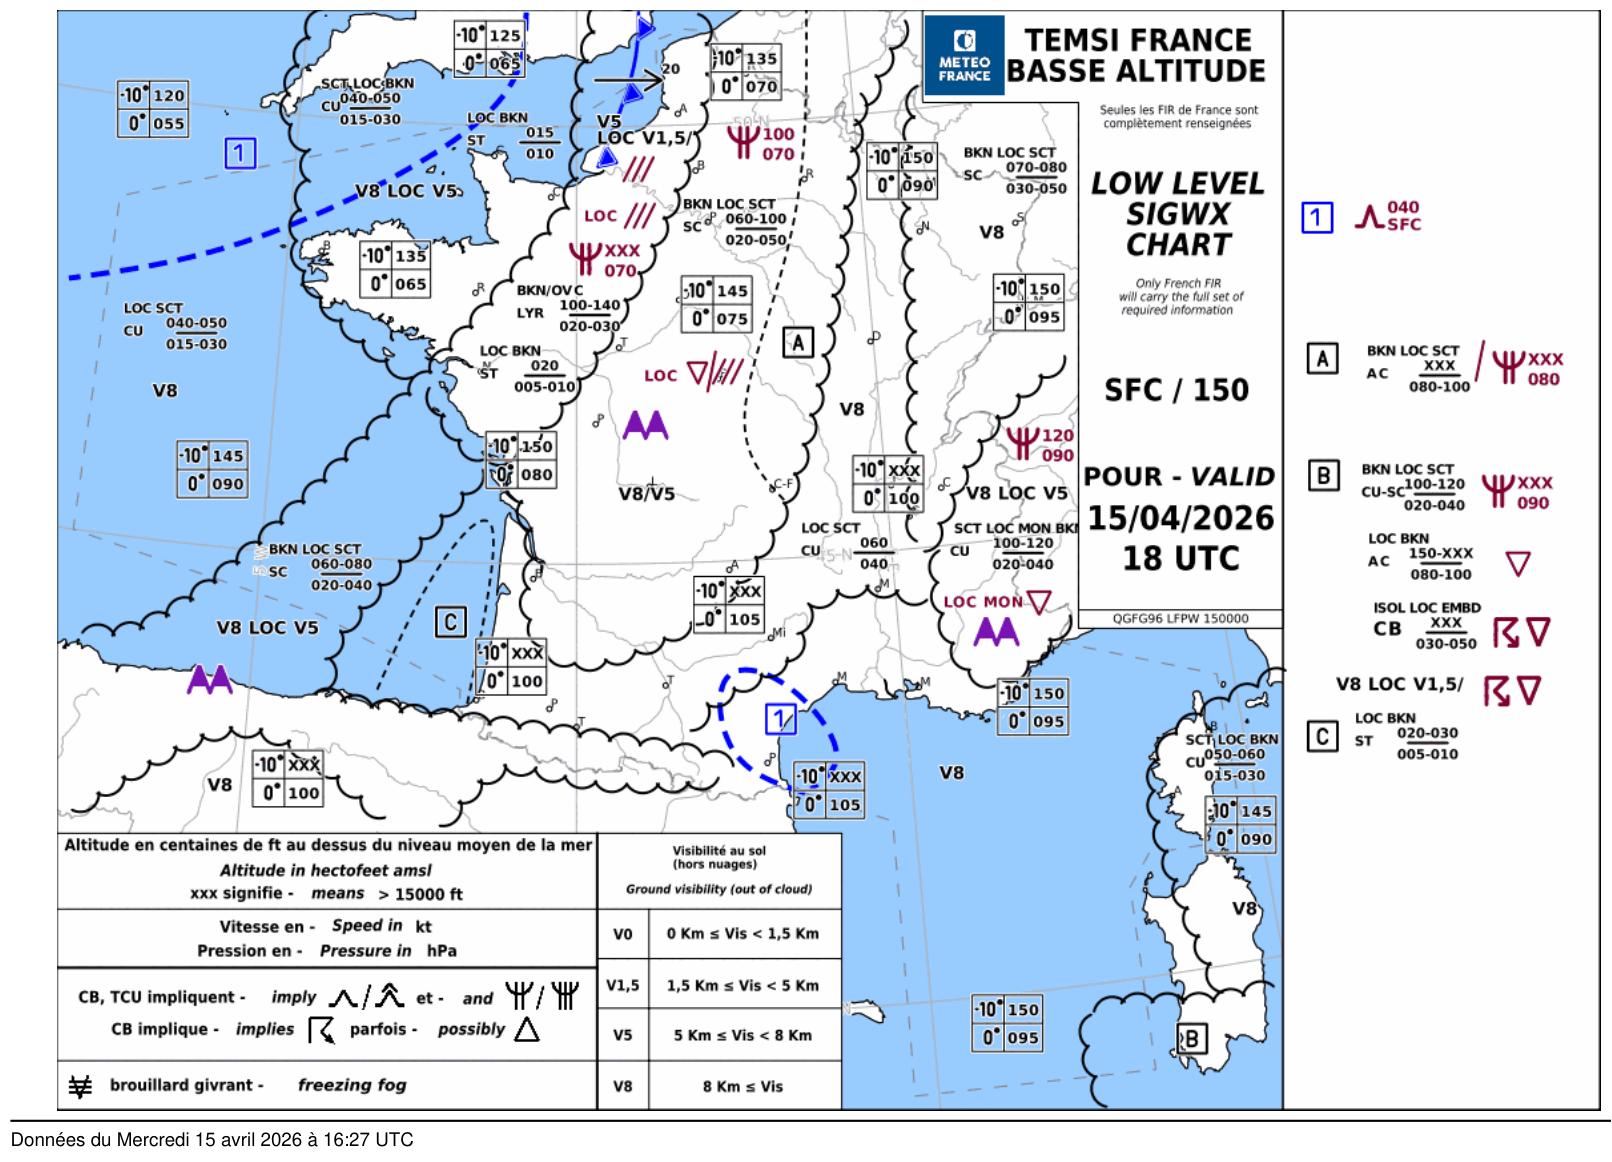 -10° 125
0° 065
-10° 120
0° 055
SCT LOC BKN
CU 040-050
015-030
1
LOC BKN
ST 015
010
V8 LOC V5
20
V5
LOC V1,5/
-10° 135
0° 070
A
50 N
100
070
LOC
XXX
070
B
R
BKN LOC SCT
SC 060-100
020-050
P
-10° 150
0° 090
BKN LOC SCT
SC 070-080
030-050
V8
S
N
C
C
B
-10° 135
0° 065
R
BKN/OVC
LYR 100-140
020-030
-10° 145
0° 075
A
-10° 150
0° 095
M
LOC SCT
CU 040-050
015-030
V8
LOC BKN
ST 020
005-010
N
T
LOC
D
V8
P
-10° 145
0° 090
-10° 150
0° 080
V8/V5
C-F
-10° XXX
0° 100
C
120
090
V8 LOC V5
LOC SCT
CU 060
040
45 N
SCT LOC MON BKN
CU 100-120
020-040
BKN LOC SCT
SC 060-080
020-040
V8 LOC V5
C
B
A
-10° XXX
0° 105
M
LOC MON
Mi
-10° XXX
0° 100
T
P
T
1
P
M
M
-10° 150
0° 095
V8
-10° XXX
0° 100
V8
-10° XXX
0° 105
B
SCT LOC BKN
CU 050-060
015-030
A
-10° 145
0° 090
V8
-10° 150
0° 095
B
METEO
FRANCE
TEMSI FRANCE
BASSE ALTITUDE
Seules les FIR de France sont
complètement renseignées
LOW LEVEL
SIGWX
CHART
Only French FIR
will carry the full set of
required information
SFC / 150
POUR - VALID
15/04/2026
18 UTC
QGFG96 LFPW 150000
1 040
SFC
A BKN LOC SCT
AC XXX
080-100
/ XXX
080
B BKN LOC SCT
CU-SC 100-120
020-040
XXX
090
LOC BKN
AC 150-XXX
080-100
ISOL LOC EMBD
CB XXX
030-050
V8 LOC V1,5/
C LOC BKN
ST 020-030
005-010
Altitude en centaines de ft au dessus du niveau moyen de la mer
Altitude in hectofeet amsl
xxx signifie - means > 15000 ft
Vitesse en - Speed in kt
Pression en - Pressure in hPa
CB, TCU impliquent - imply / et - and /
CB implique - implies parfois - possibly
brouillard givrant - freezing fog
Visibilité au sol
(hors nuages)
Ground visibility (out of cloud)
V0 0 Km ≤ Vis < 1,5 Km
V1,5 1,5 Km ≤ Vis < 5 Km
V5 5 Km ≤ Vis < 8 Km
V8 8 Km ≤ Vis
Données du Mercredi 15 avril 2026 à 16:27 UTC